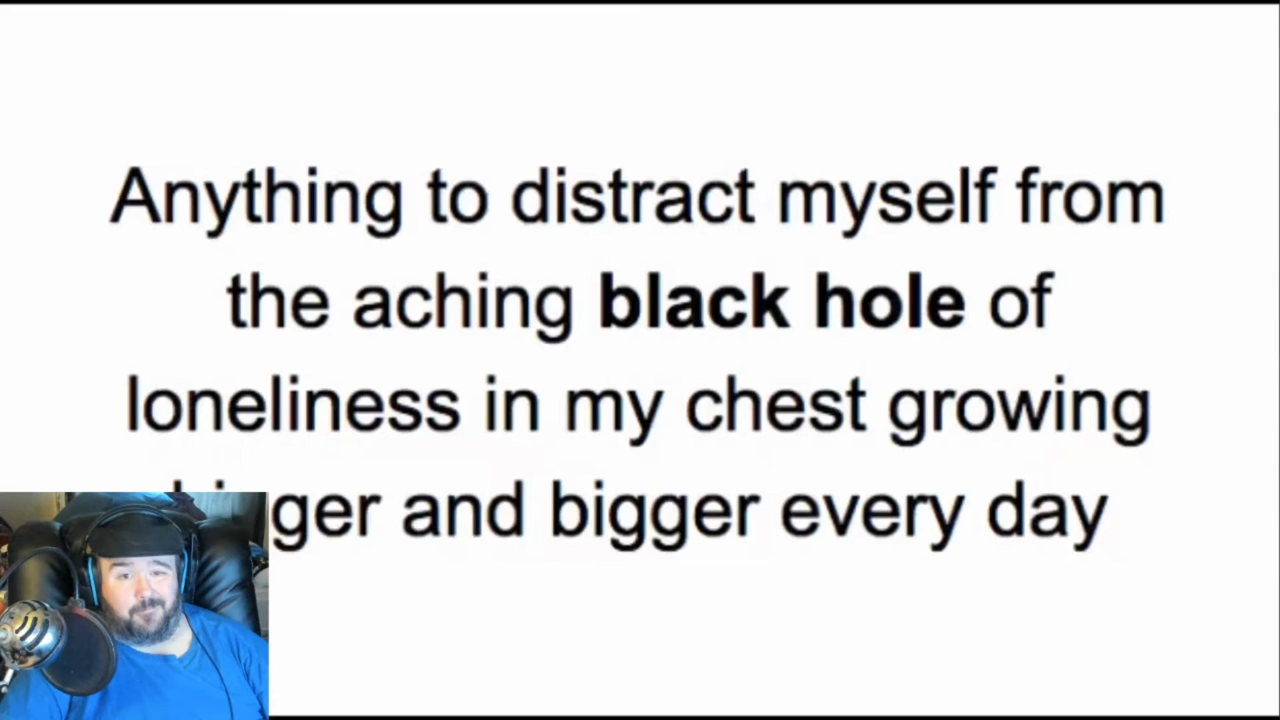 Anything to distract myself from
the aching black hole of
loneliness in my chest growing
and bigger every day